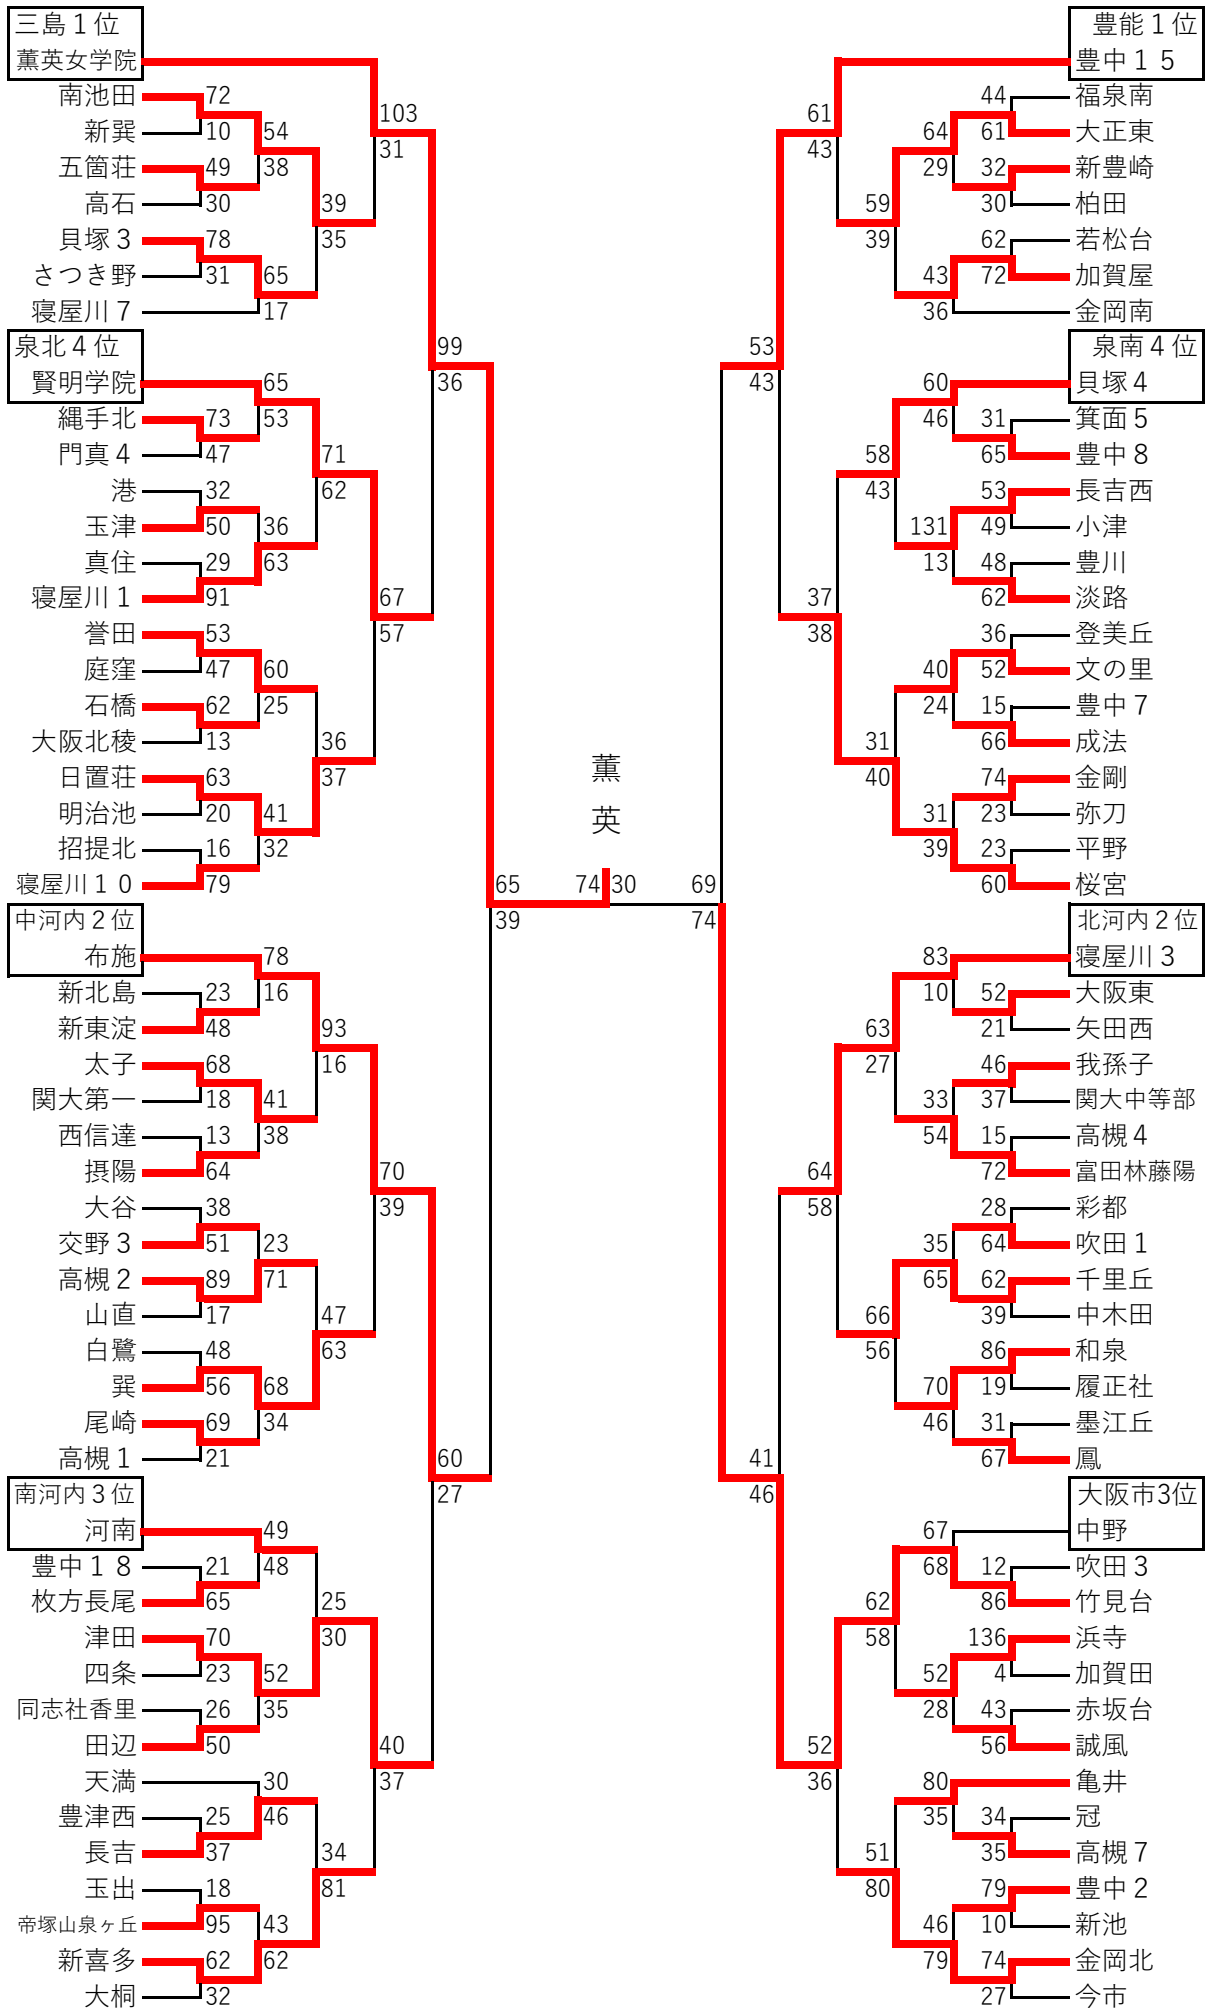 三島１位
薫英女学院
南池田 72
新巽 10
54
38
五箇荘 49
高石 30
39
35
貝塚３ 78
さつき野 31
65
17
寝屋川７
103
31
泉北４位
賢明学院
65
53
縄手北 73
門真４ 47
71
62
港 32
玉津 50
36
63
真住 29
寝屋川１ 91
99
36
67
57
誉田 53
庭窪 47
60
25
石橋 62
大阪北稜 13
36
37
日置荘 63
明治池 20
41
32
招提北 16
寝屋川１０ 79
65
39
中河内２位
布施
78
16
新北島 23
新東淀 48
93
16
太子 68
関大第一 18
41
38
西信達 13
摂陽 64
70
39
大谷 38
交野３ 51
23
71
高槻２ 89
山直 17
47
63
白鷺 48
巽 56
68
34
尾崎 69
高槻１ 21
60
27
南河内３位
河南
49
48
豊中１８ 21
枚方長尾 65
25
30
津田 70
四条 23
52
35
同志社香里 26
田辺 50
40
37
天満
30
46
豊津西 25
長吉 37
34
81
玉出 18
帝塚山泉ヶ丘 95
43
62
新喜多 62
大桐 32
薫
英
74 30
豊能１位
豊中１５
61
43
44 福泉南
61 大正東
64
29
32 新豊崎
30 柏田
59
39
62 若松台
72 加賀屋
43
36
金岡南
53
43
泉南４位
貝塚４
60
46
31 箕面５
65 豊中８
58
43
53 長吉西
49 小津
131
13
48 豊川
62 淡路
37
38
36 登美丘
52 文の里
40
24
15 豊中７
66 成法
31
40
74 金剛
23 弥刀
31
39
23 平野
60 桜宮
69
74
北河内２位
寝屋川３
83
10
52 大阪東
21 矢田西
63
27
46 我孫子
37 関大中等部
33
54
15 高槻４
72 富田林藤陽
64
58
28 彩都
64 吹田１
35
65
62 千里丘
39 中木田
66
56
86 和泉
19 履正社
70
46
31 墨江丘
67 鳳
41
46
大阪市3位
中野
67
68
12 吹田３
86 竹見台
62
58
136 浜寺
4 加賀田
52
28
43 赤坂台
56 誠風
52
36
80
35
亀井
34 冠
35 高槻７
51
80
79 豊中２
10 新池
46
79
74 金岡北
27 今市